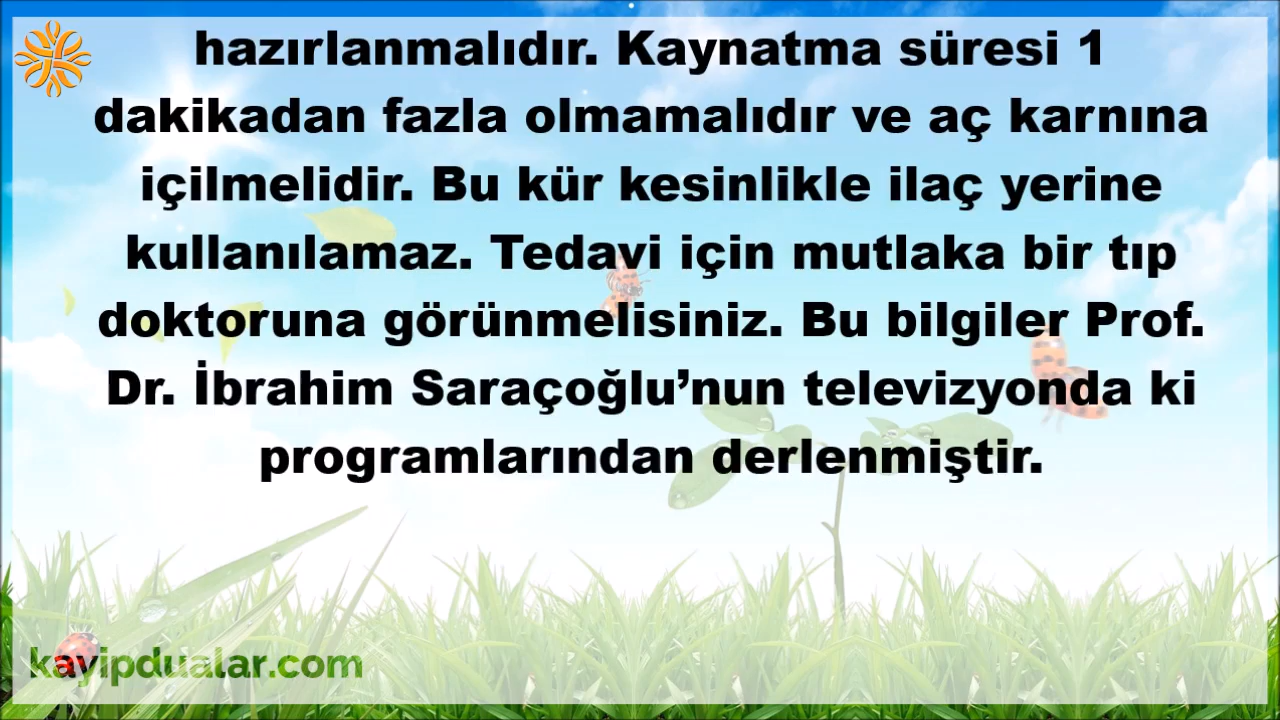 hazırlanmalıdır. Kaynatma süresi 1
dakikadan fazla olmamalıdır ve aç karnına
içilmelidir. Bu kür kesinlikle ilaç yerine
kullanılamaz. Tedavi için mutlaka bir tıp
doktoruna görünmelisiniz. Bu bilgiler Prof.
Dr. İbrahim Saraçoğlu’nun televizyonda ki
programlarından derlenmiştir.
kayipdualar.com